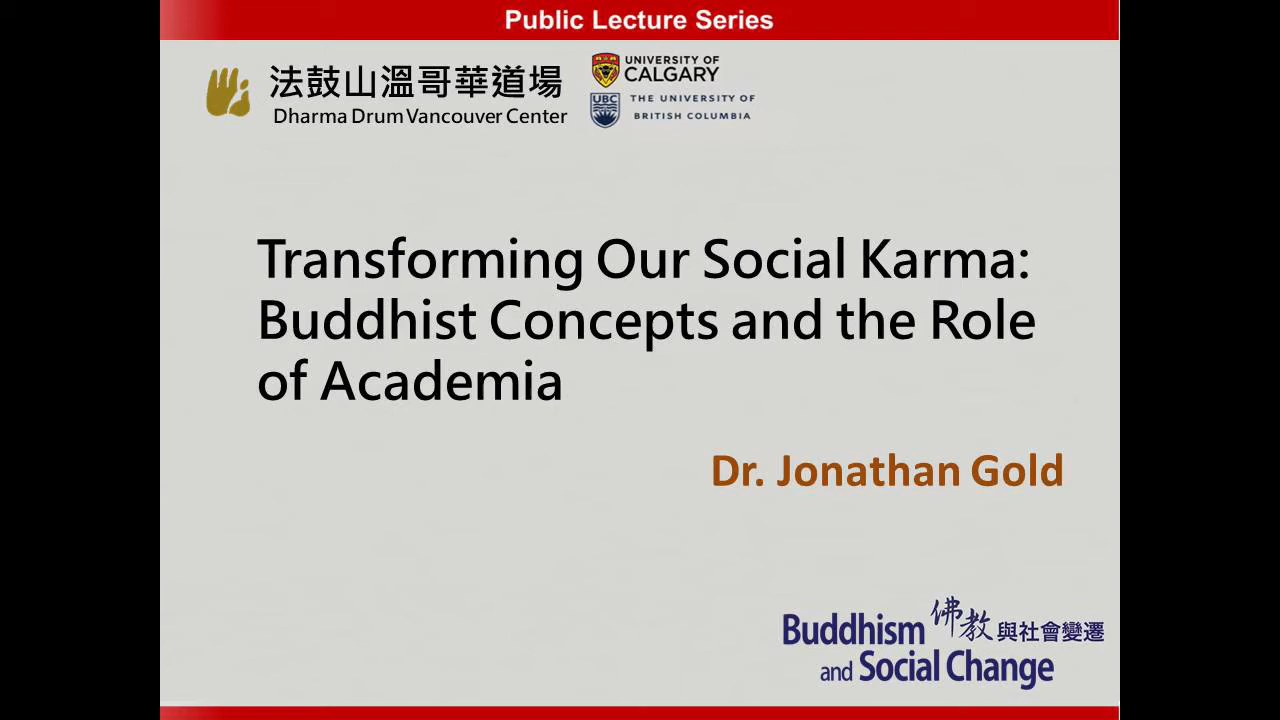 Public Lecture Series
法鼓山溫哥華道場
Dharma Drum Vancouver Center
UNIVERSITY OF
CALGARY
UBC
THE UNIVERSITY OF
BRITISH COLUMBIA
Transforming Our Social Karma:
Buddhist Concepts and the Role
of Academia
Dr. Jonathan Gold
Buddhism 佛教與社會變遷
and Social Change